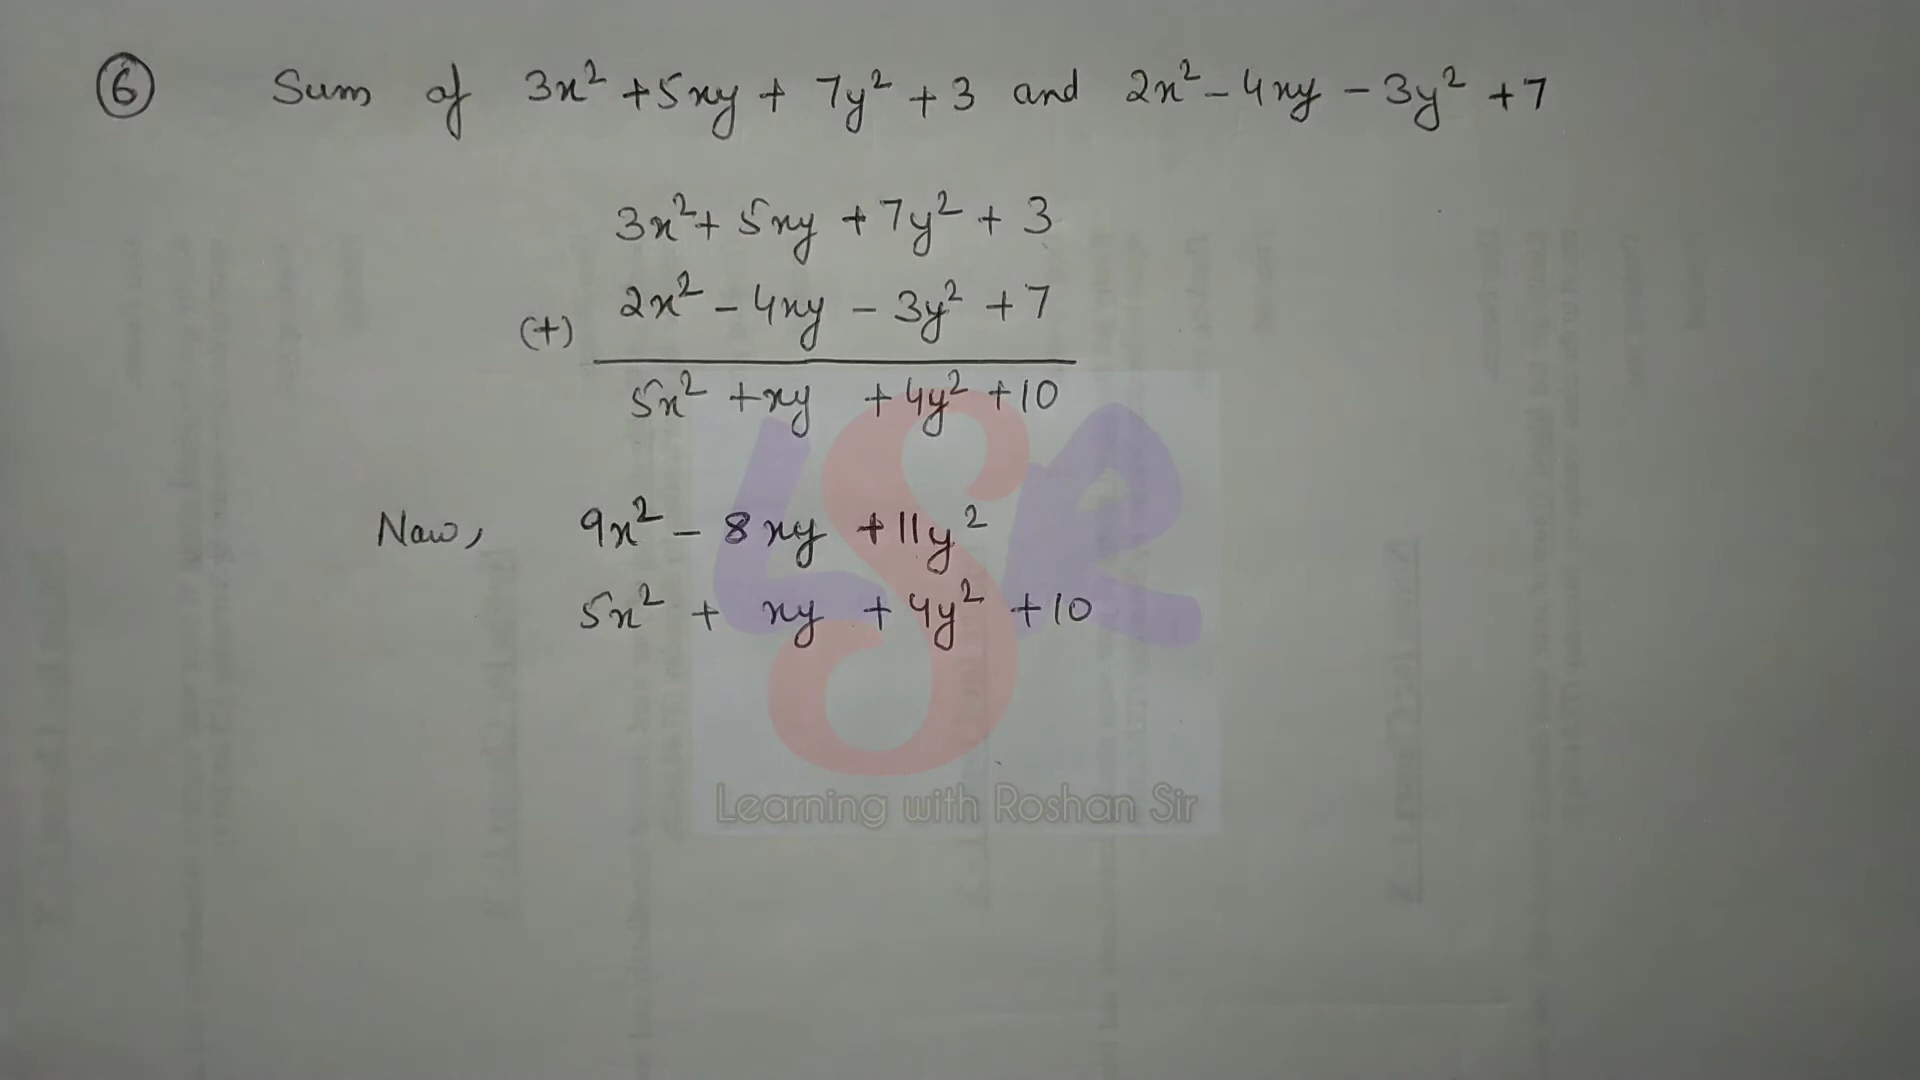 6 Sum of 3x² + 5xy + 7y² + 3 and 2x² - 4xy - 3y² + 7
3x² + 5xy + 7y² + 3
(+) 2x² - 4xy - 3y² + 7
5x² + xy + 4y² + 10
Now, 9x² - 8xy + 11y²
5x² + xy + 4y² + 10
LSR
Learning with Roshan Sir